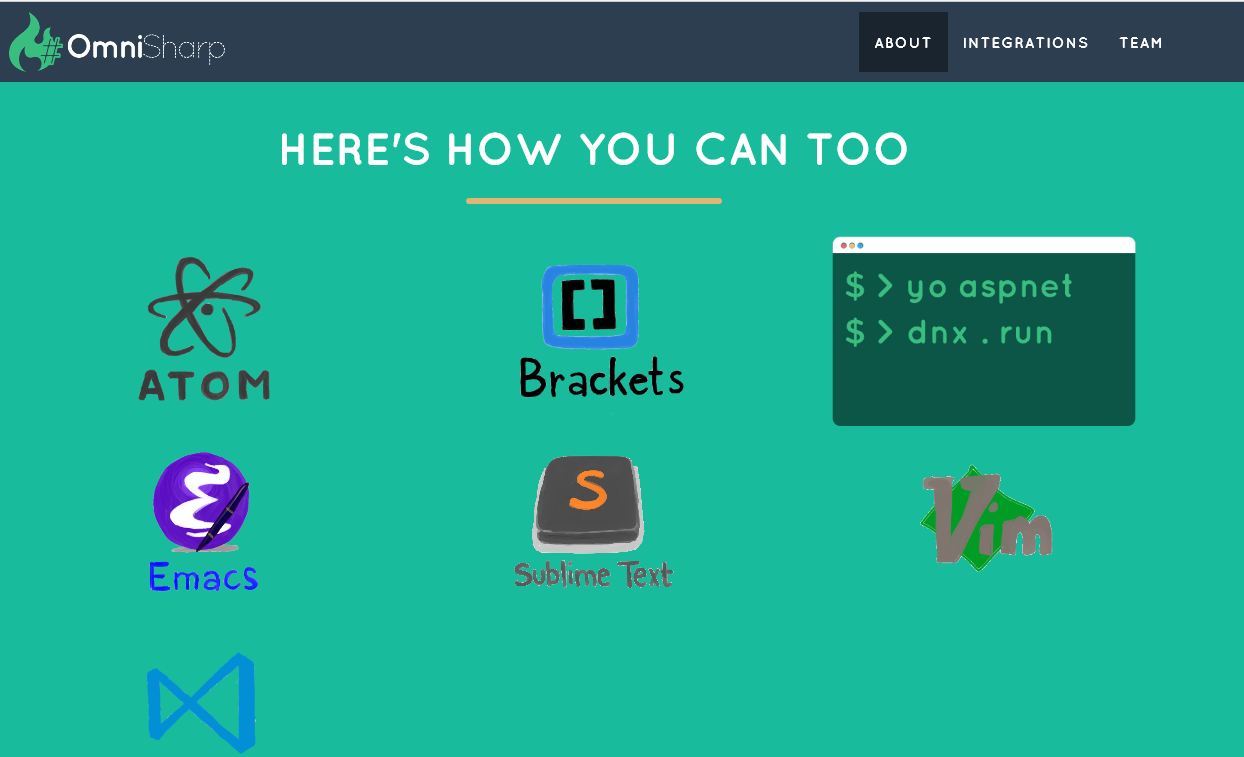 #OmniSharp
ABOUT INTEGRATIONS TEAM
HERE'S HOW YOU CAN TOO
ATOM
[]
Brackets
$ > yo aspnet
$ > dnx . run
Emacs
S
Sublime Text
Vim